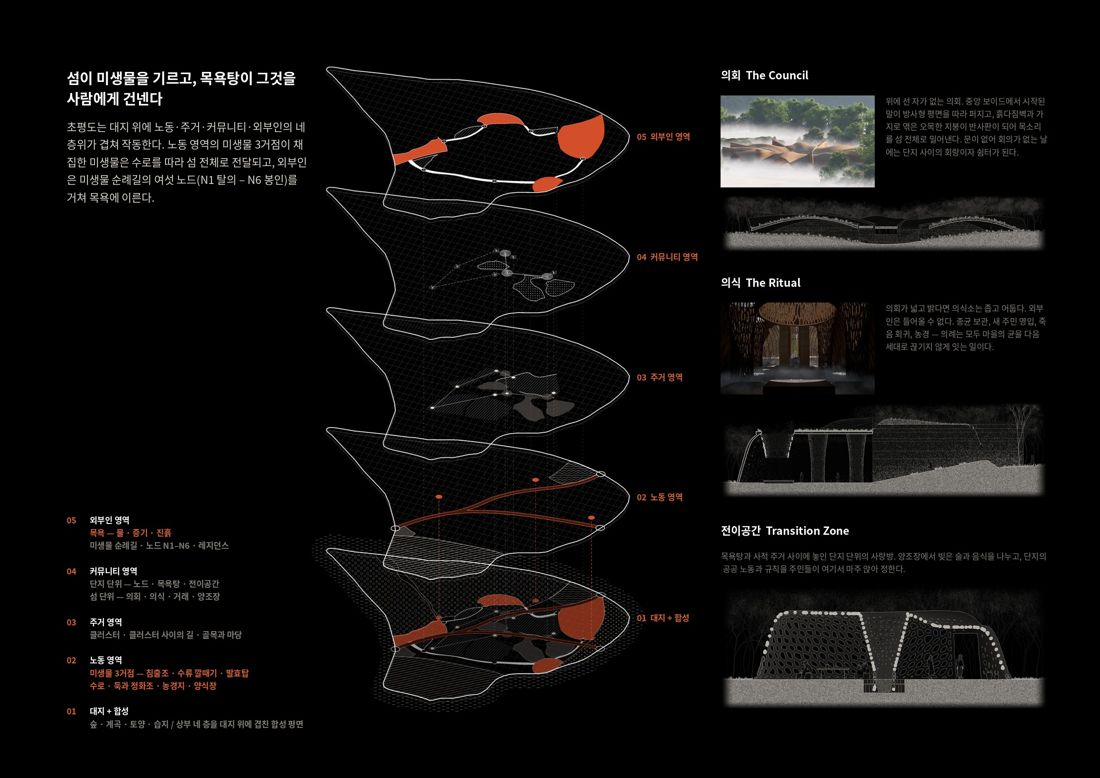 섬이 미생물을 기르고, 목욕탕이 그것을
사람에게 건넨다
초평도는 대지 위에 노동·주거·커뮤니티·외부인의 네
층위가 겹쳐 작동한다. 노동 영역의 미생물 3거점이 채
집한 미생물은 수로를 따라 섬 전체로 전달되고, 외부인
은 미생물 순례길의 여섯 노드(N1 탈의 – N6 봉인)를
거쳐 목욕에 이른다.
05 외부인 영역
목욕 — 물 · 증기 · 진흙
미생물 순례길 · 노드 N1–N6 · 레지던스
04 커뮤니티 영역
단지 단위 — 노드 · 목욕탕 · 전이공간
섬 단위 — 의회 · 의식 · 거래 · 양조장
03 주거 영역
클러스터 · 클러스터 사이의 길 · 골목과 마당
02 노동 영역
미생물 3거점 — 침출조 · 수류 깔때기 · 발효탑
수로 · 둑과 정화조 · 농경지 · 양식장
01 대지 + 합성
숲 · 계곡 · 토양 · 습지 / 상부 네 층을 대지 위에 겹친 합성 평면
05 외부인 영역
04 커뮤니티 영역
03 주거 영역
02 노동 영역
01 대지 + 합성
의회 The Council
위에 선 자가 없는 의회. 중앙 보이드에서 시작된
말이 방사형 평면을 따라 퍼지고, 흙다짐벽과 가
지로 엮은 오목한 지붕이 반사판이 되어 목소리
를 섬 전체로 밀어낸다. 문이 없어 회의가 없는 날
에는 단지 사이의 회랑이자 쉼터가 된다.
의식 The Ritual
의회가 넓고 밝다면 의식소는 좁고 어둡다. 외부
인은 들어올 수 없다. 종균 보관, 새 주민 영입, 죽
음 회귀, 농경 — 의례는 모두 마을의 균을 다음
세대로 끊기지 않게 잇는 일이다.
전이공간 Transition Zone
목욕탕과 사적 주거 사이에 놓인 단지 단위의 사랑방. 양조장에서 빚은 술과 음식을 나누고, 단지의
공공 노동과 규칙을 주민들이 여기서 마주 앉아 정한다.